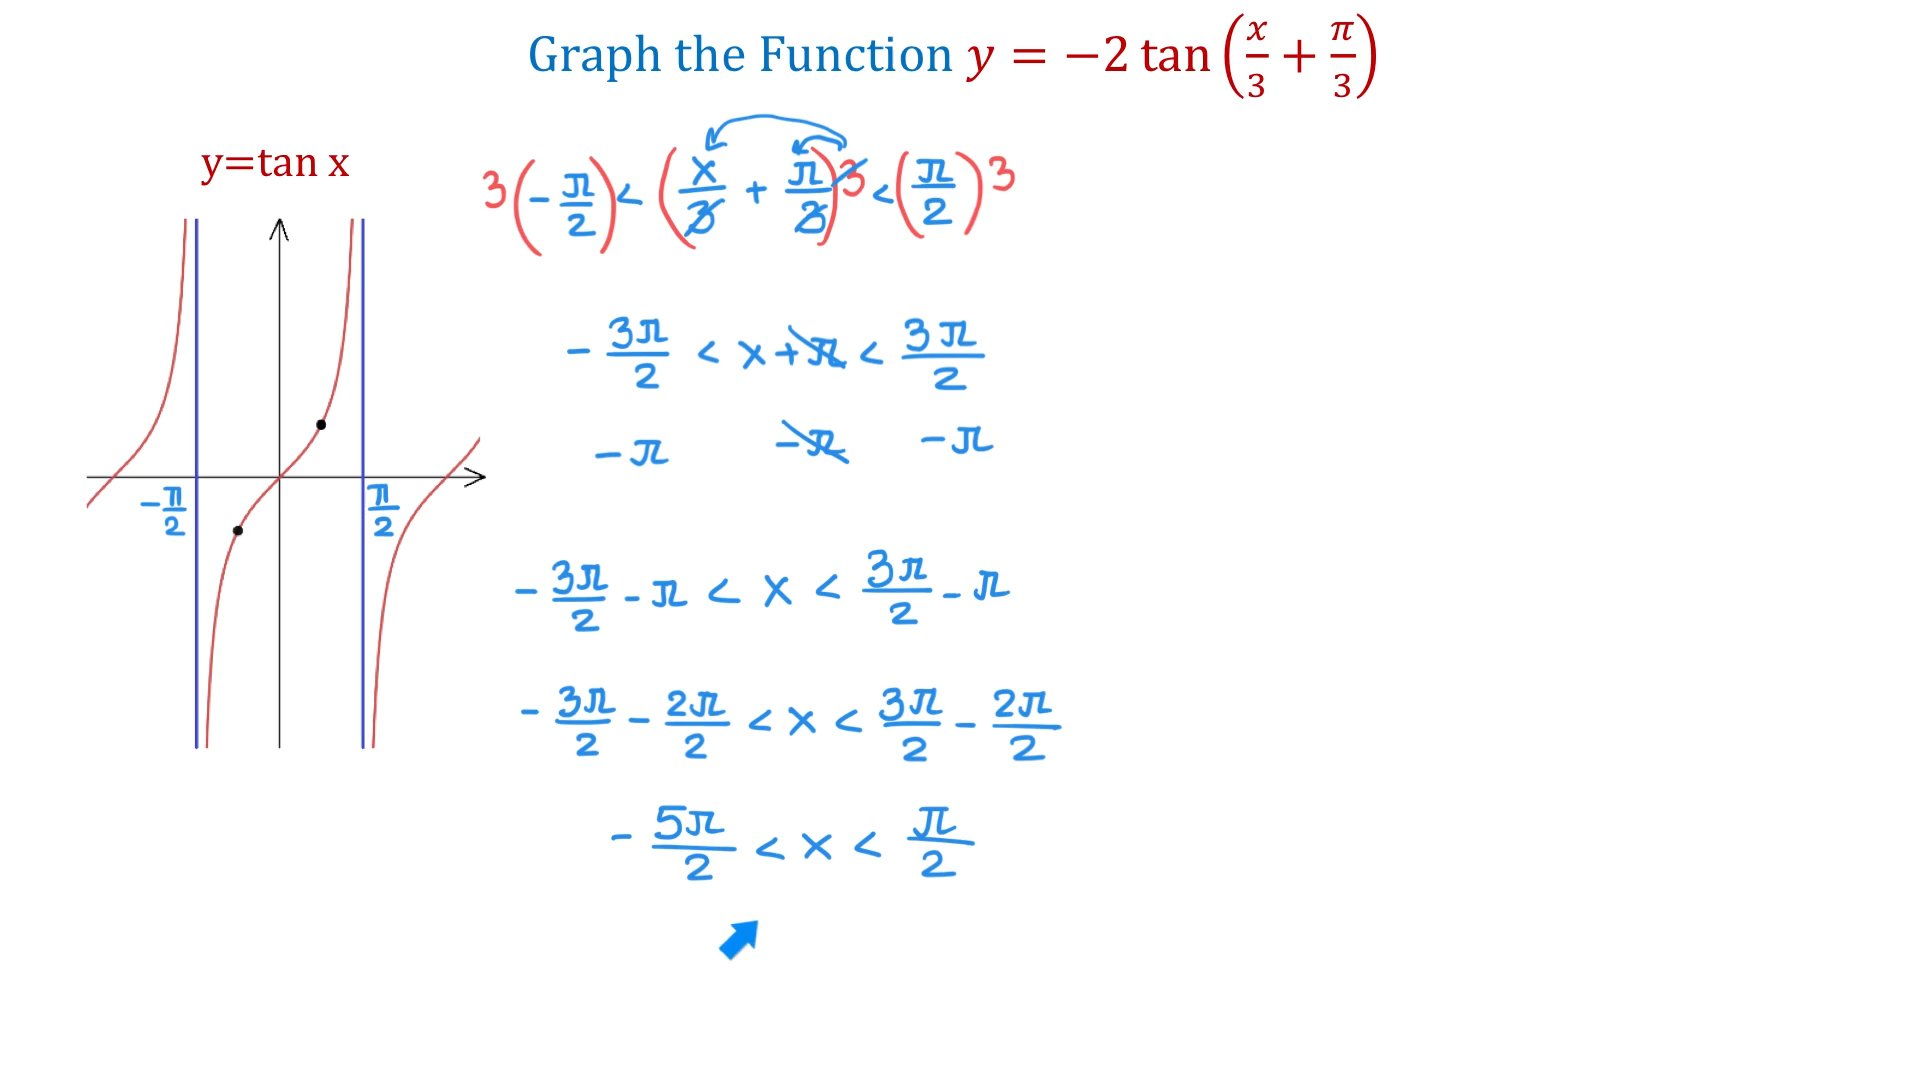 Graph the Function y = −2 tan (x/3 + π/3)
y=tan x
-π/2
π/2
3(-π/2) < (x/3 + π/3)3 < (π/2)3
-3π/2 < x+π < 3π/2
-π -π -π
-3π/2 - π < x < 3π/2 - π
-3π/2 - 2π/2 < x < 3π/2 - 2π/2
-5π/2 < x < π/2